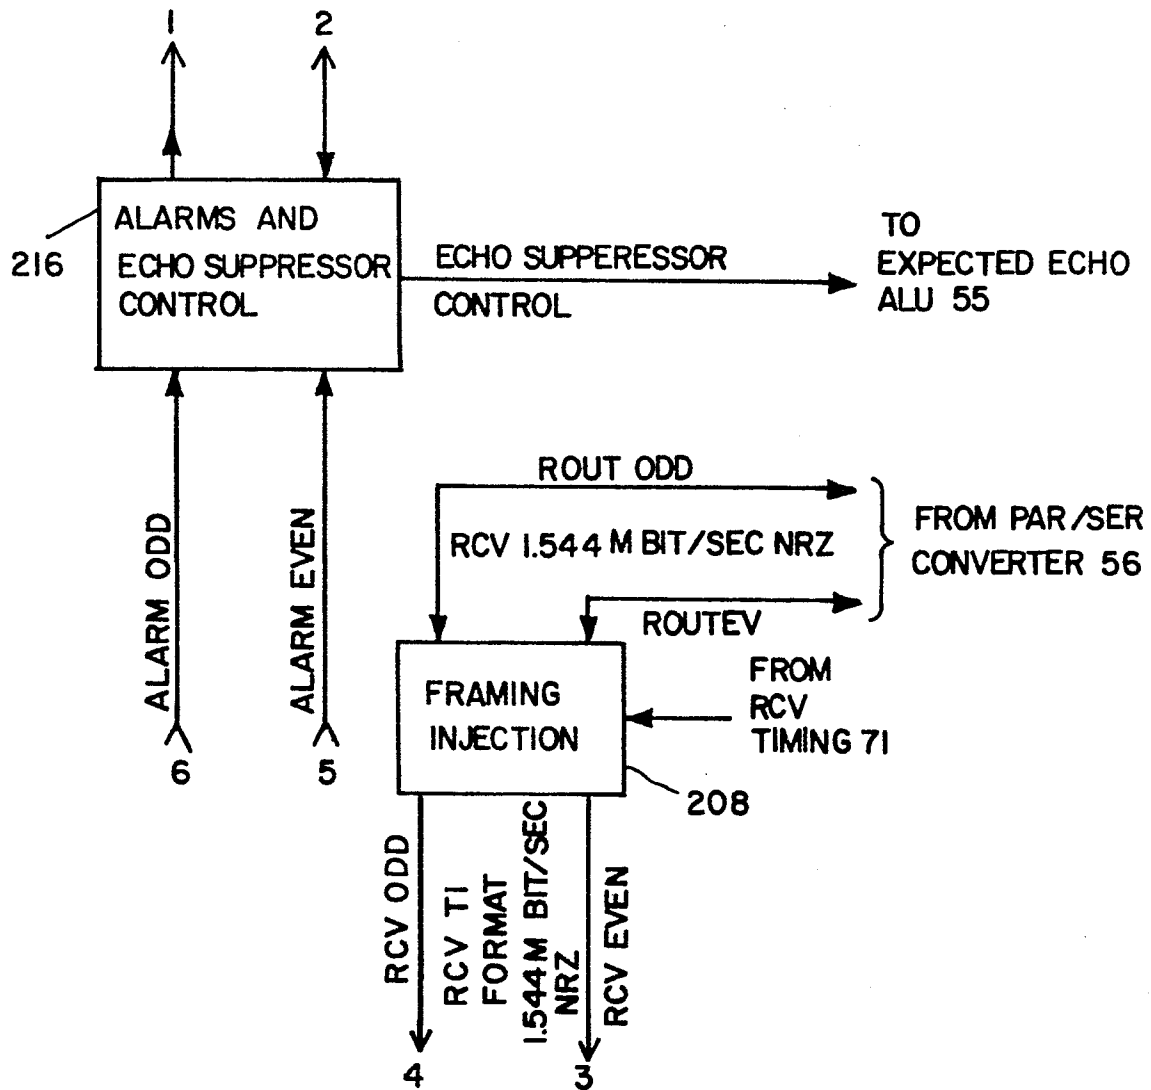 1
2
ALARMS AND
ECHO SUPPRESSOR
CONTROL
216
ECHO SUPPERESSOR
CONTROL
TO
EXPECTED ECHO
ALU 55
ALARM ODD
ALARM EVEN
6
5
ROUT ODD
RCV 1.544 M BIT/SEC NRZ
ROUTEV
FROM PAR/SER
CONVERTER 56
FRAMING
INJECTION
FROM
RCV
TIMING 71
208
RCV ODD
RCV T1
FORMAT
1.544M BIT/SEC
NRZ
RCV EVEN
4
3